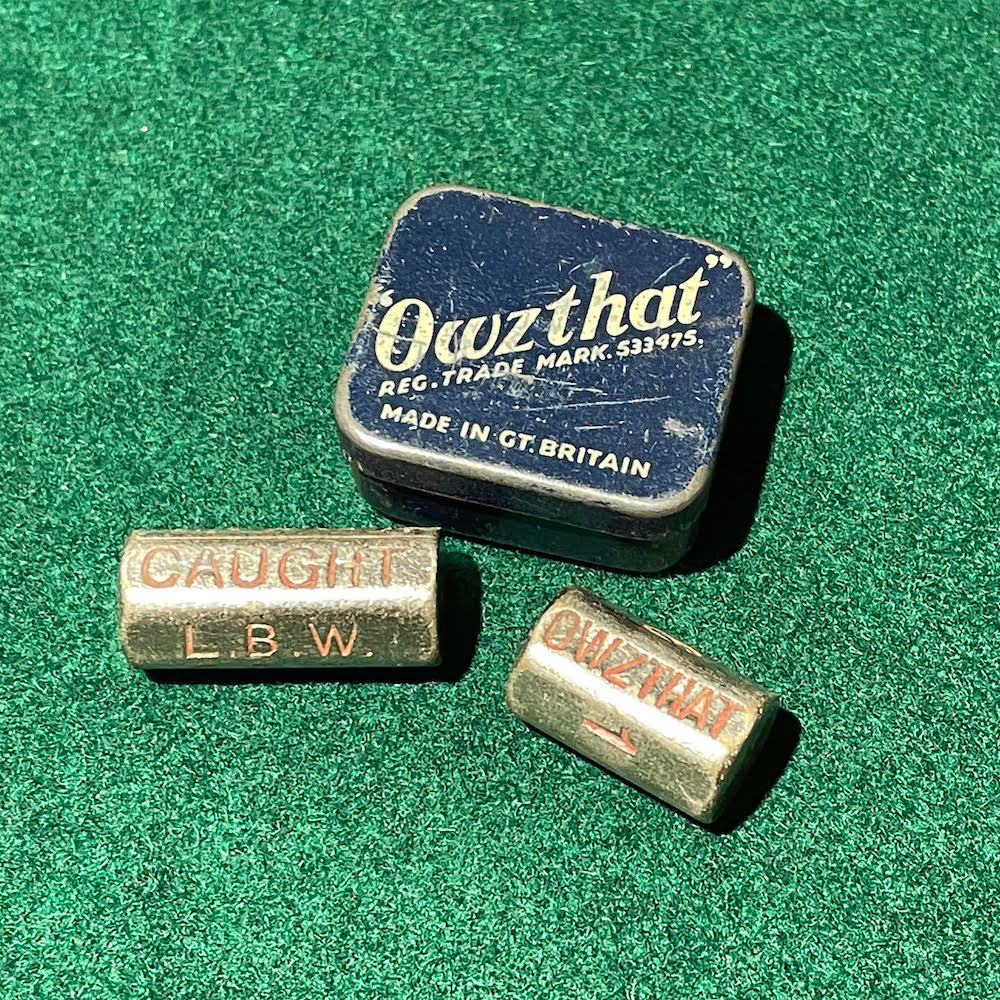 "Owzthat"
REG. TRADE MARK. 533475.
MADE IN GT. BRITAIN
CAUGHT
L.B.W.
OWZTHAT
1